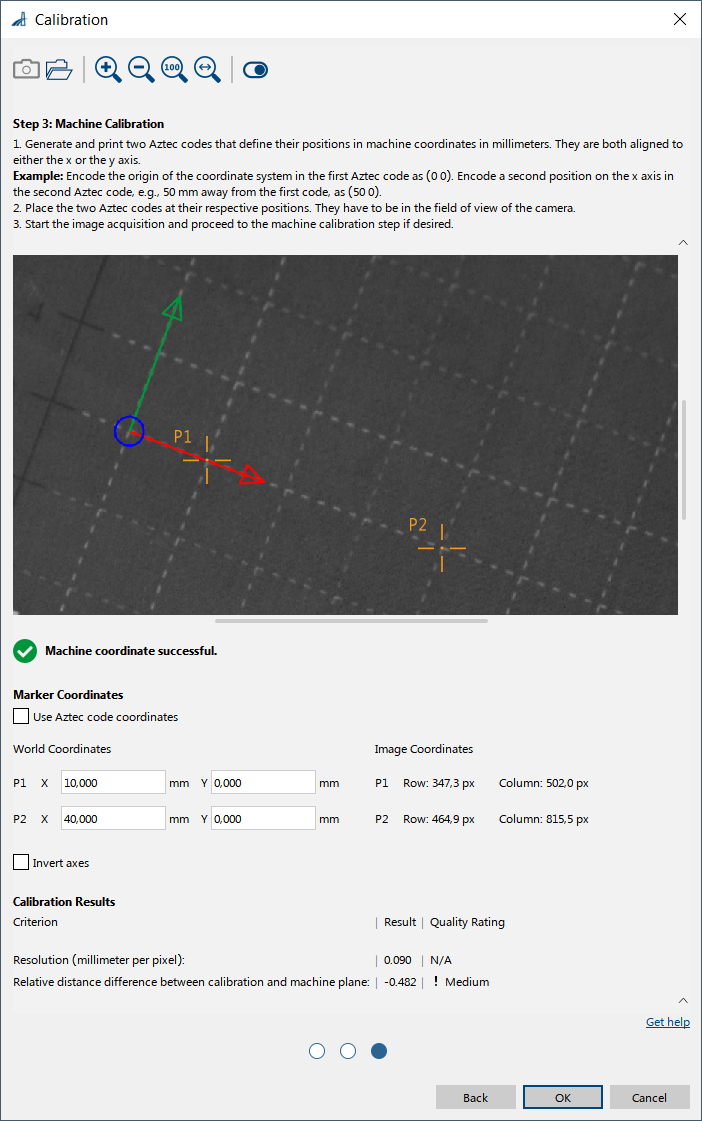 Calibration
100
Step 3: Machine Calibration
1. Generate and print two Aztec codes that define their positions in machine coordinates in millimeters. They are both aligned to
either the x or the y axis.
Example: Encode the origin of the coordinate system in the first Aztec code as (0 0). Encode a second position on the x axis in
the second Aztec code, e.g., 50 mm away from the first code, as (50 0).
2. Place the two Aztec codes at their respective positions. They have to be in the field of view of the camera.
3. Start the image acquisition and proceed to the machine calibration step if desired.
P1
P2
Machine coordinate successful.
Marker Coordinates
Use Aztec code coordinates
World Coordinates Image Coordinates
P1 X 10,000 mm Y 0,000 mm P1 Row: 347,3 px Column: 502,0 px
P2 X 40,000 mm Y 0,000 mm P2 Row: 464,9 px Column: 815,5 px
Invert axes
Calibration Results
Criterion | Result | Quality Rating
Resolution (millimeter per pixel): | 0.090 | N/A
Relative distance difference between calibration and machine plane: | -0.482 | ! Medium
Get help
Back OK Cancel